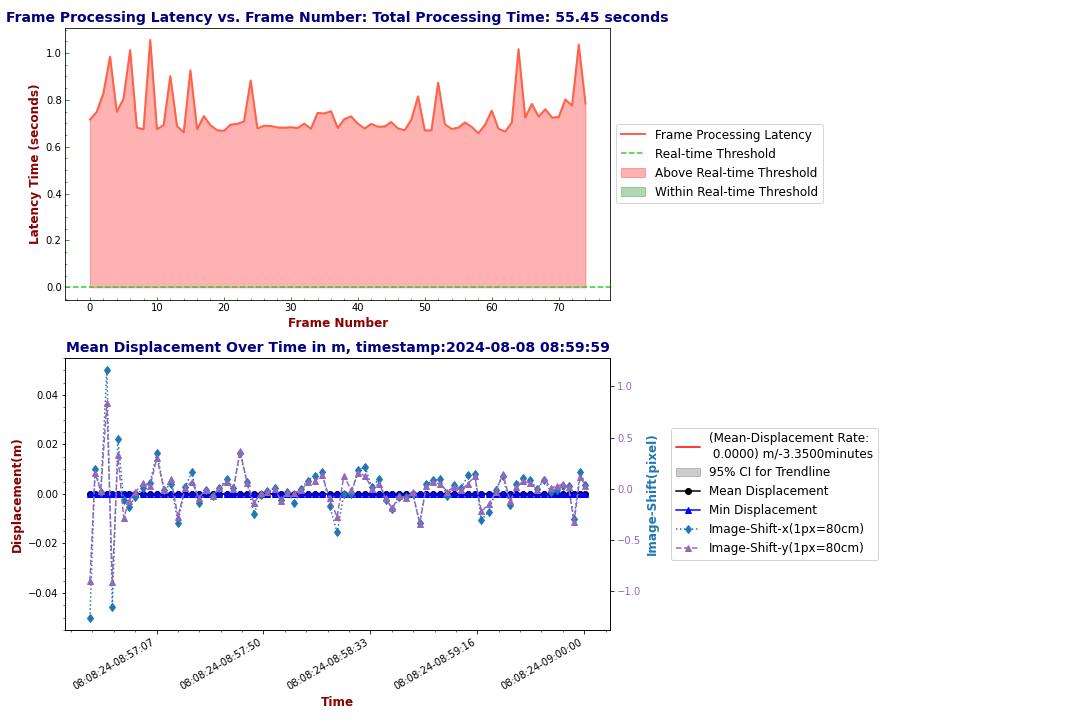 Frame Processing Latency vs. Frame Number: Total Processing Time: 55.45 seconds
Latency Time (seconds)
1.0
0.8
0.6
0.4
0.2
0.0
0 10 20 30 40 50 60 70
Frame Number
Frame Processing Latency
Real-time Threshold
Above Real-time Threshold
Within Real-time Threshold
Mean Displacement Over Time in m, timestamp:2024-08-08 08:59:59
Displacement(m)
0.04
0.02
0.00
−0.02
−0.04
1.0
0.5
0.0
−0.5
−1.0
Image-Shift(pixel)
08:08:24-08:57:07
08:08:24-08:57:50
08:08:24-08:58:33
08:08:24-08:59:16
08:08:24-09:00:00
Time
(Mean-Displacement Rate:
0.0000) m/-3.3500minutes
95% CI for Trendline
Mean Displacement
Min Displacement
Image-Shift-x(1px=80cm)
Image-Shift-y(1px=80cm)